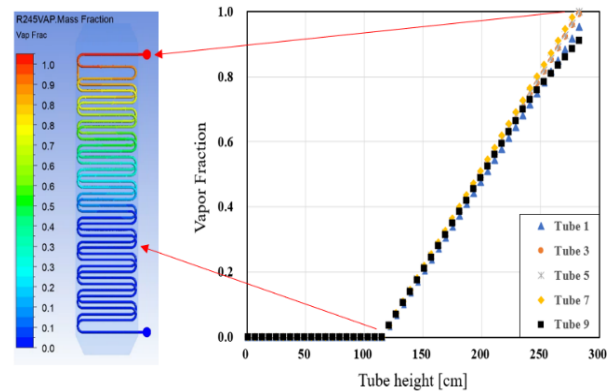 R245VAP.Mass Fraction
Vap Frac
1.0
0.9
0.8
0.7
0.6
0.5
0.4
0.3
0.2
0.1
0.0
1.0
0.8
0.6
0.4
0.2
0.0
Vapor Fraction
0
50
100
150
200
250
300
Tube height [cm]
Tube 1
Tube 3
Tube 5
Tube 7
Tube 9